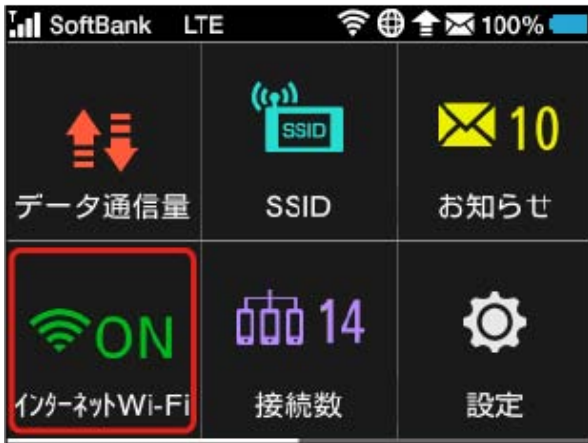 SoftBank LTE 100%
SSID
10
データ通信量
SSID
お知らせ
ON
14
インターネットWi-Fi
接続数
設定